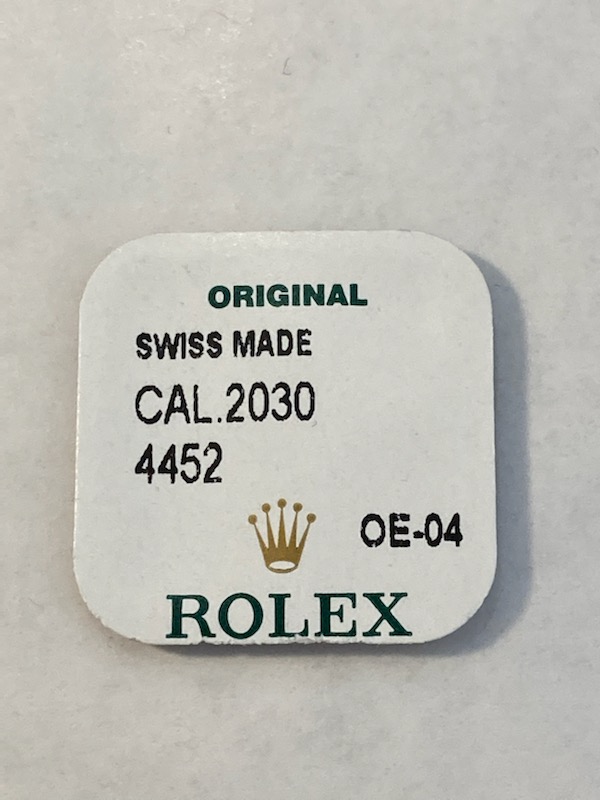 ORIGINAL
SWISS MADE
CAL.2030
4452
OE-04
ROLEX